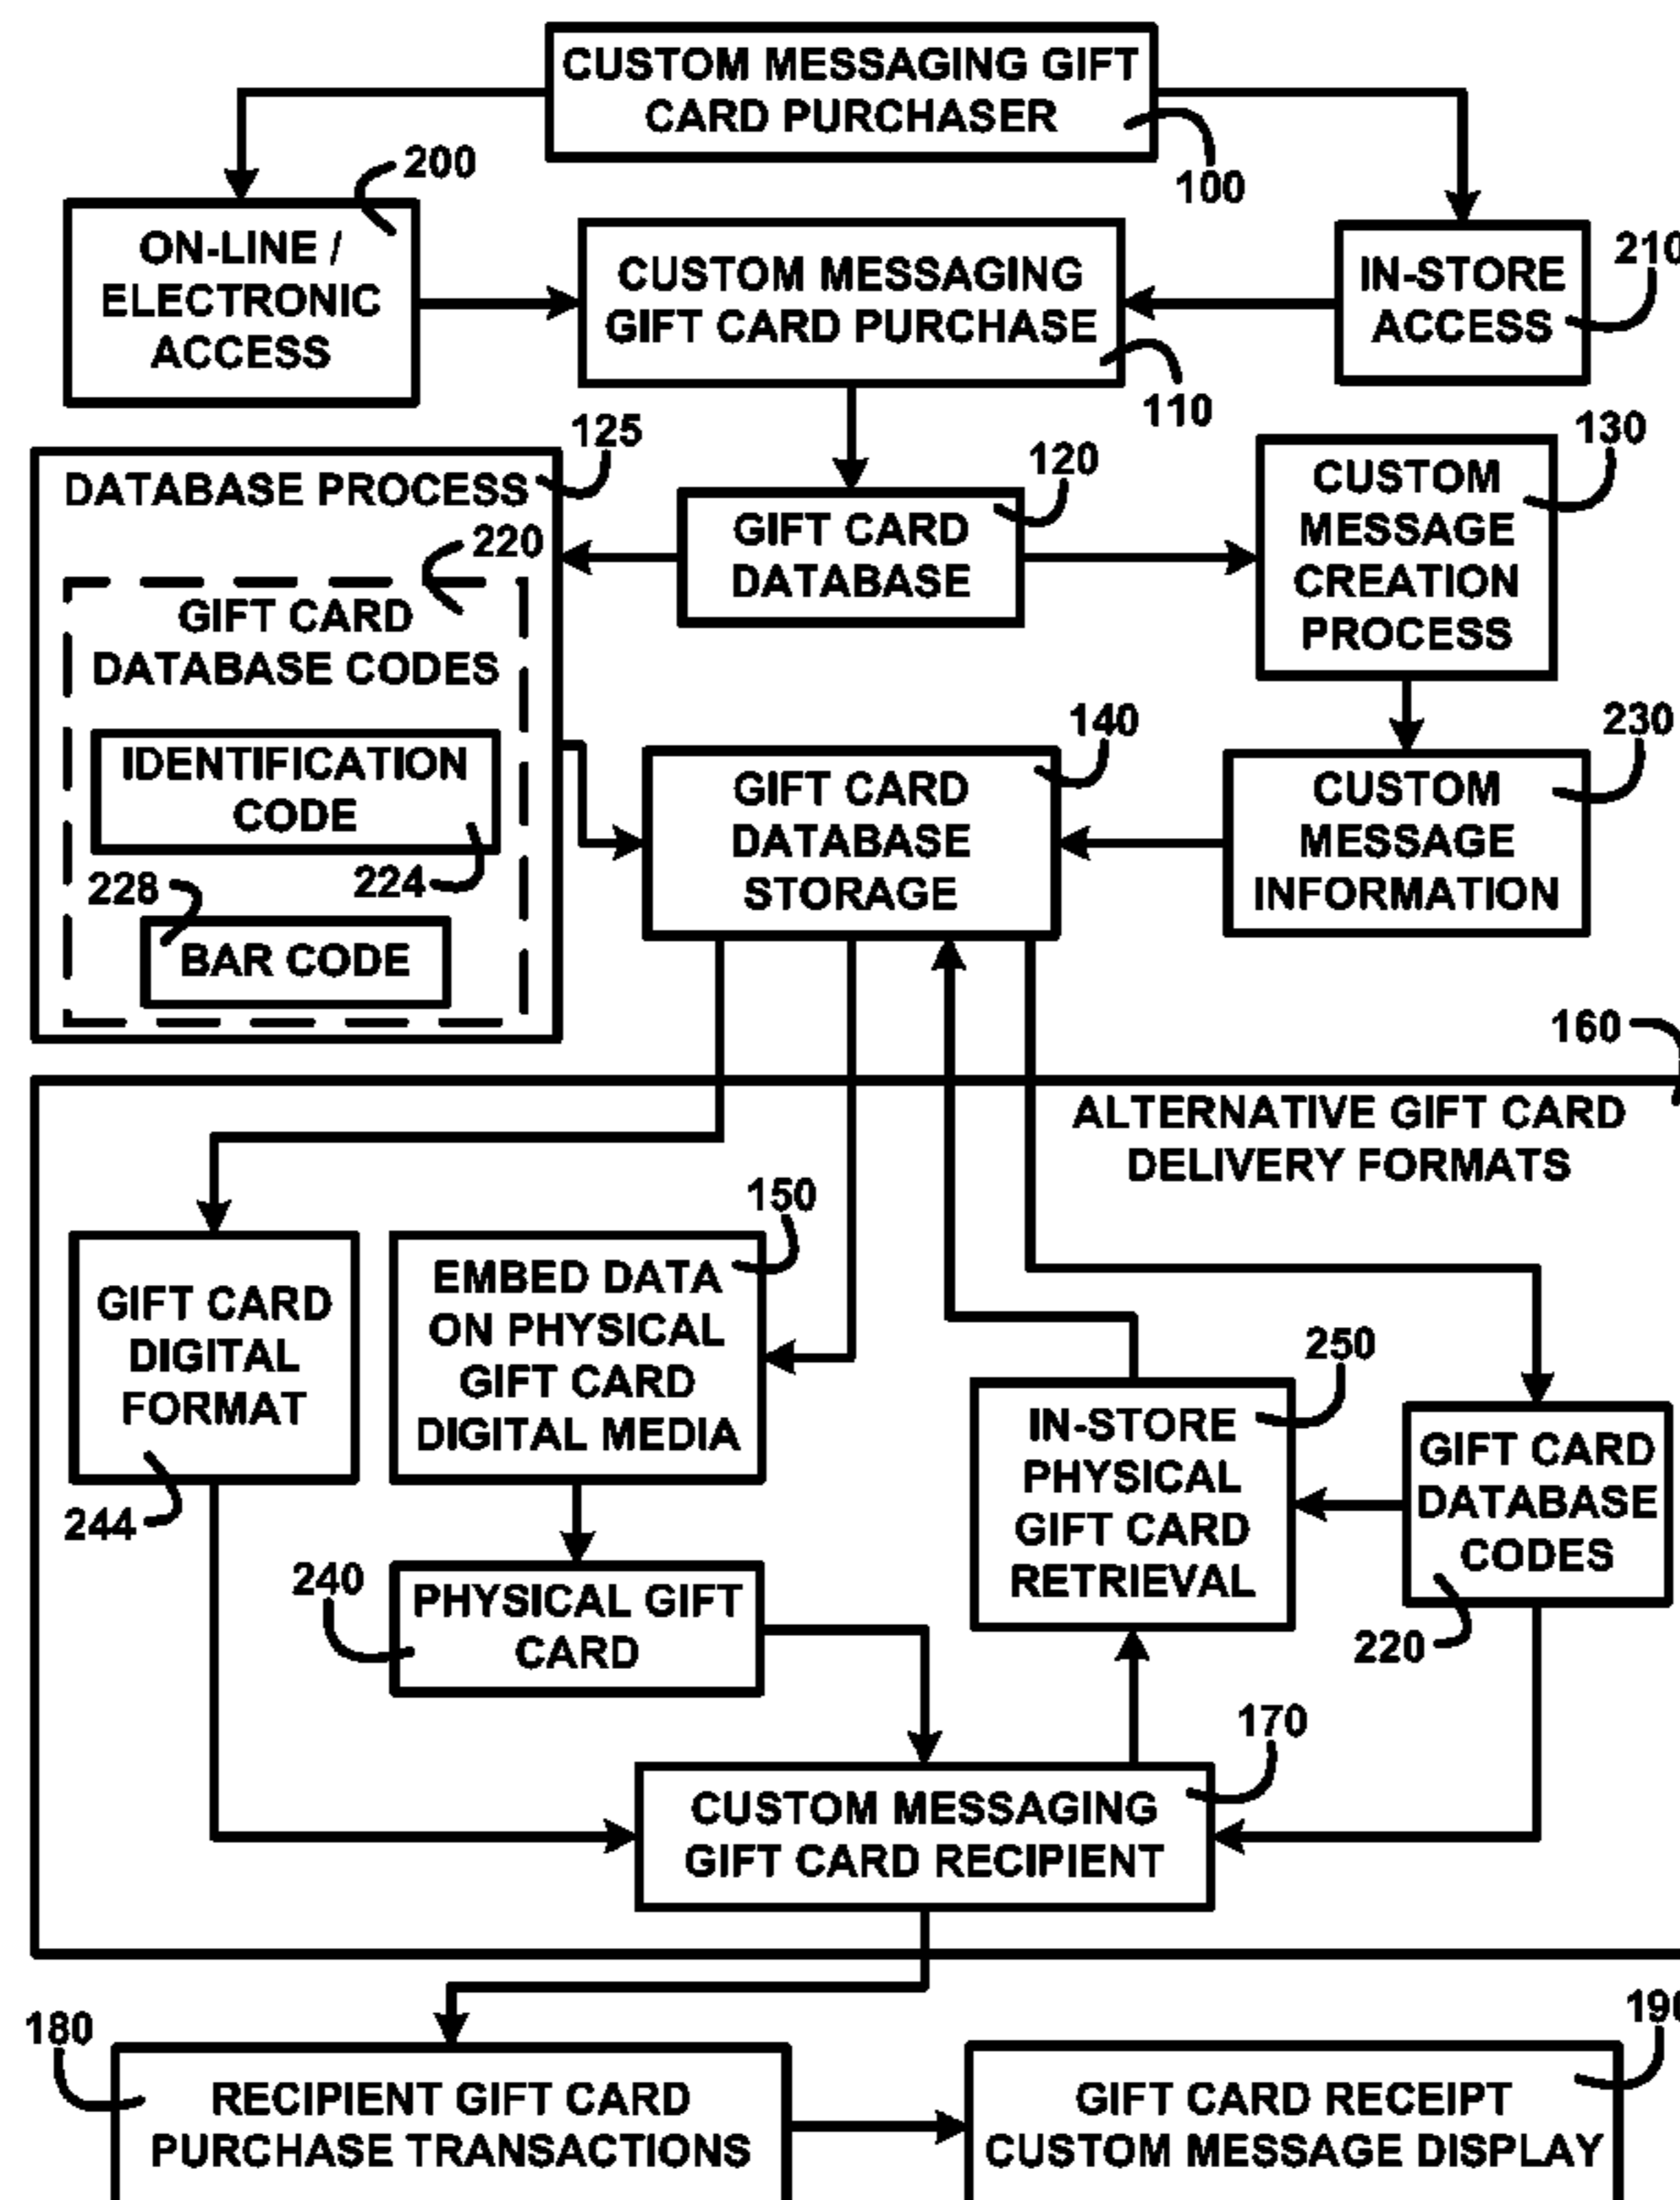 CUSTOM MESSAGING GIFT
CARD PURCHASER
100
200
ON-LINE /
ELECTRONIC
ACCESS
CUSTOM MESSAGING
GIFT CARD PURCHASE
110
IN-STORE
ACCESS
210
125
DATABASE PROCESS
220
GIFT CARD
DATABASE CODES
IDENTIFICATION
CODE
224
228
BAR CODE
120
GIFT CARD
DATABASE
130
CUSTOM
MESSAGE
CREATION
PROCESS
140
GIFT CARD
DATABASE
STORAGE
230
CUSTOM
MESSAGE
INFORMATION
160
ALTERNATIVE GIFT CARD
DELIVERY FORMATS
GIFT CARD
DIGITAL
FORMAT
244
150
EMBED DATA
ON PHYSICAL
GIFT CARD
DIGITAL MEDIA
240
PHYSICAL GIFT
CARD
250
IN-STORE
PHYSICAL
GIFT CARD
RETRIEVAL
GIFT CARD
DATABASE
CODES
220
170
CUSTOM MESSAGING
GIFT CARD RECIPIENT
180
RECIPIENT GIFT CARD
PURCHASE TRANSACTIONS
190
GIFT CARD RECEIPT
CUSTOM MESSAGE DISPLAY